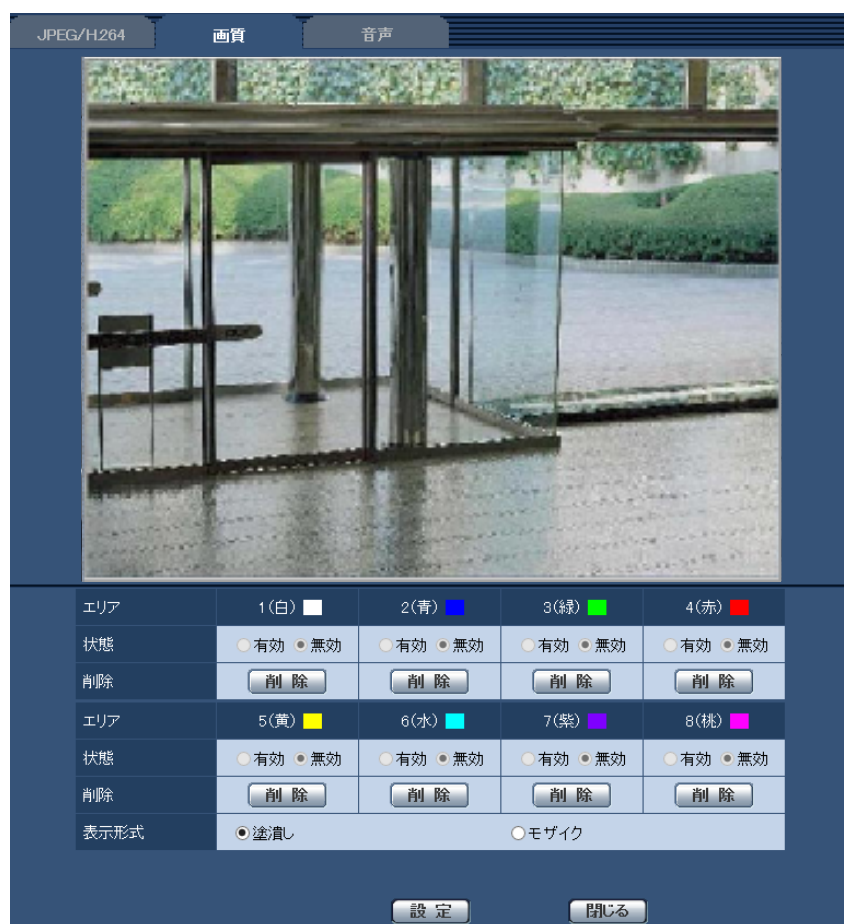 JPEG/H.264 画質 音声
エリア 1(白) 2(青) 3(緑) 4(赤)
状態 有効 無効 有効 無効 有効 無効 有効 無効
削除 削除 削除 削除 削除
エリア 5(黄) 6(水) 7(紫) 8(桃)
状態 有効 無効 有効 無効 有効 無効 有効 無効
削除 削除 削除 削除 削除
表示形式 塗潰し モザイク
設定 閉じる